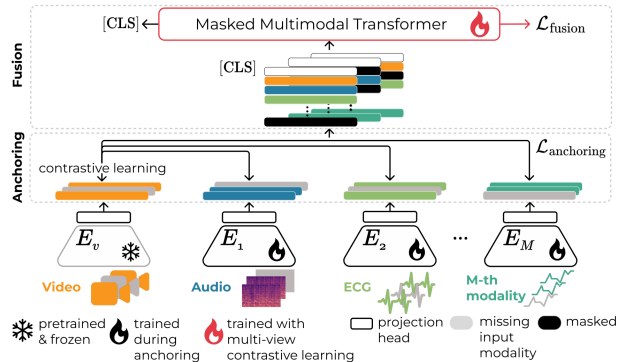 [CLS]
Masked Multimodal Transformer
ℒfusion
Fusion
[CLS]
Anchoring
ℒanchoring
contrastive learning
Eᵥ
E₁
E₂
...
E_M
Video
Audio
ECG
M-th
modality
pretrained
& frozen
trained
during
anchoring
trained with
multi-view
contrastive learning
projection
head
missing
input
modality
masked